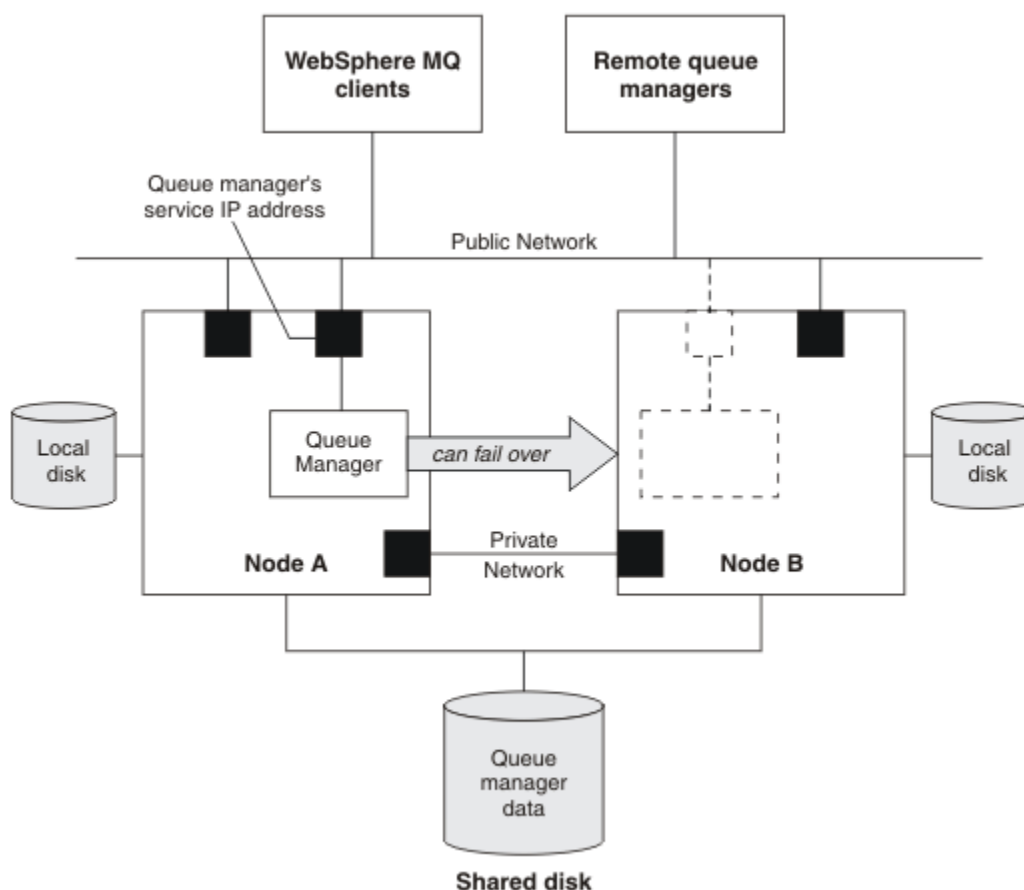 WebSphere MQ
clients
Remote queue
managers
Queue manager's
service IP address
Public Network
Local
disk
Queue
Manager
can fail over
Local
disk
Node A
Private
Network
Node B
Queue
manager
data
Shared disk